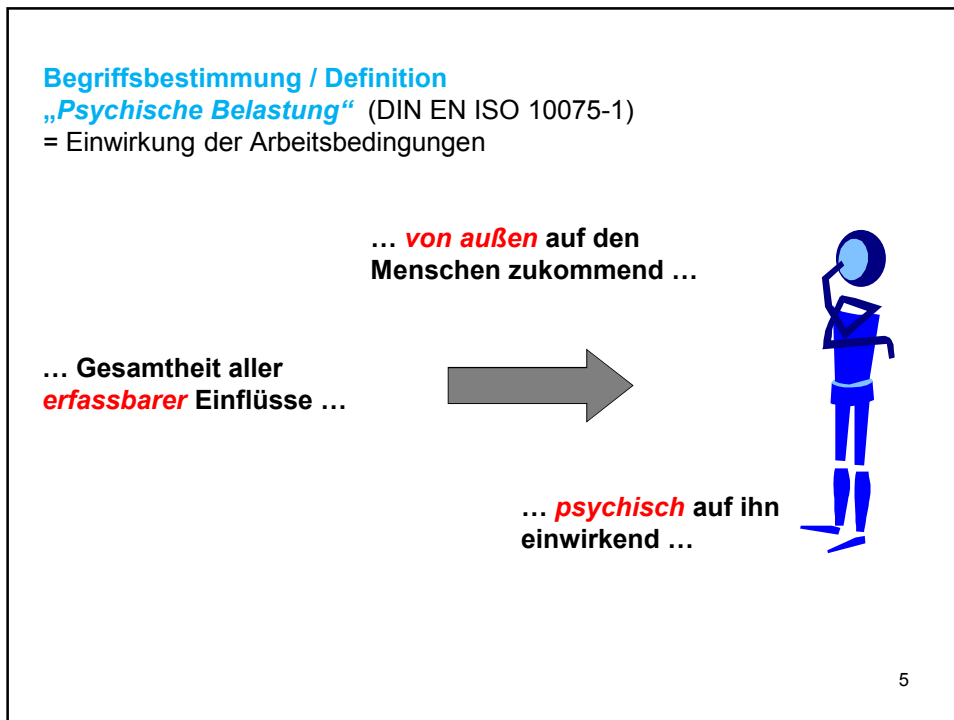 Begriffsbestimmung / Definition
„Psychische Belastung“ (DIN EN ISO 10075-1)
= Einwirkung der Arbeitsbedingungen
… von außen auf den
Menschen zukommend …
… Gesamtheit aller
erfassbarer Einflüsse …
… psychisch auf ihn
einwirkend …
5